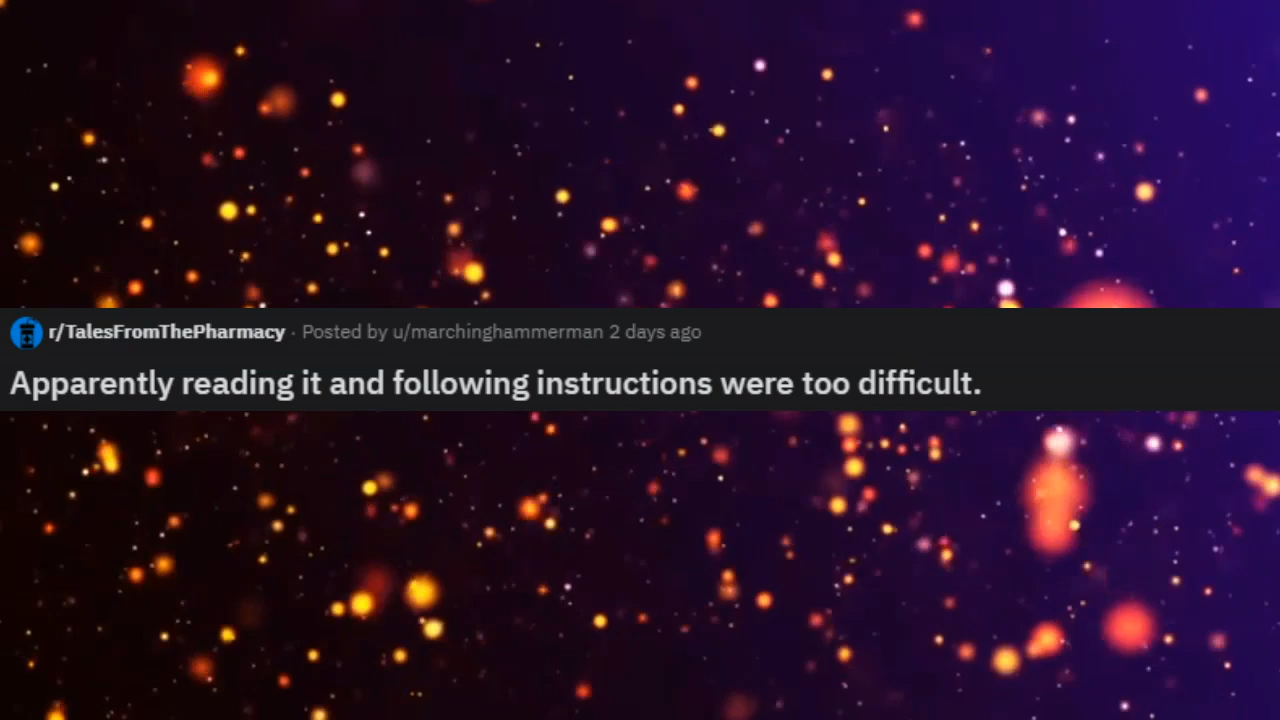 r/TalesFromThePharmacy · Posted by u/marchinghammerman 2 days ago
Apparently reading it and following instructions were too difficult.